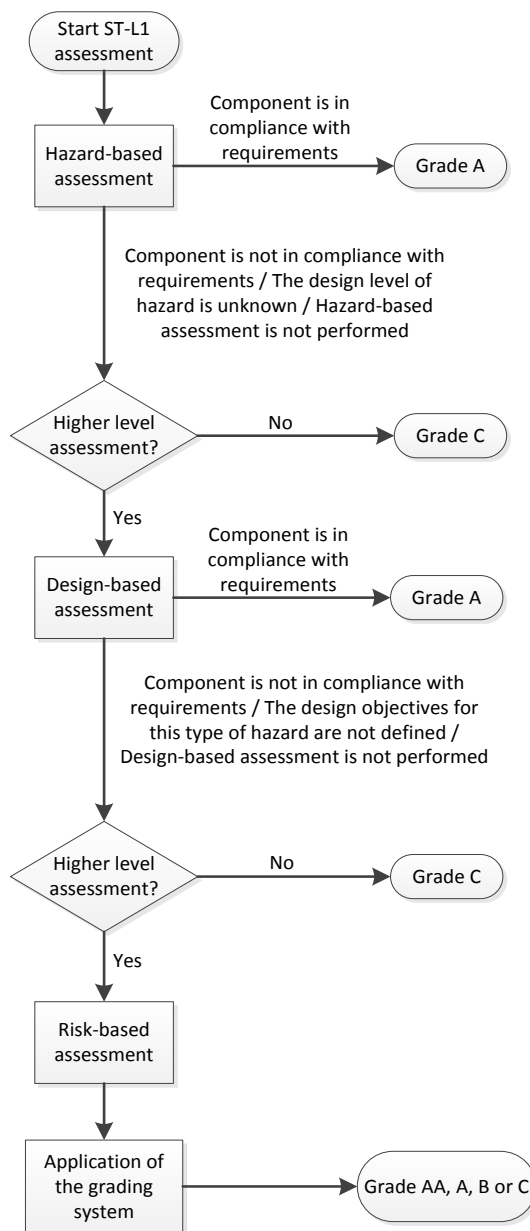 Start ST-L1
assessment
Component is in
compliance with
requirements
Hazard-based
assessment
Grade A
Component is not in compliance with
requirements / The design level of
hazard is unknown / Hazard-based
assessment is not performed
Higher level
assessment?
No
Grade C
Yes
Component is in
compliance with
requirements
Design-based
assessment
Grade A
Component is not in compliance with
requirements / The design objectives for
this type of hazard are not defined /
Design-based assessment is not performed
Higher level
assessment?
No
Grade C
Yes
Risk-based
assessment
Application of
the grading
system
Grade AA, A, B or C